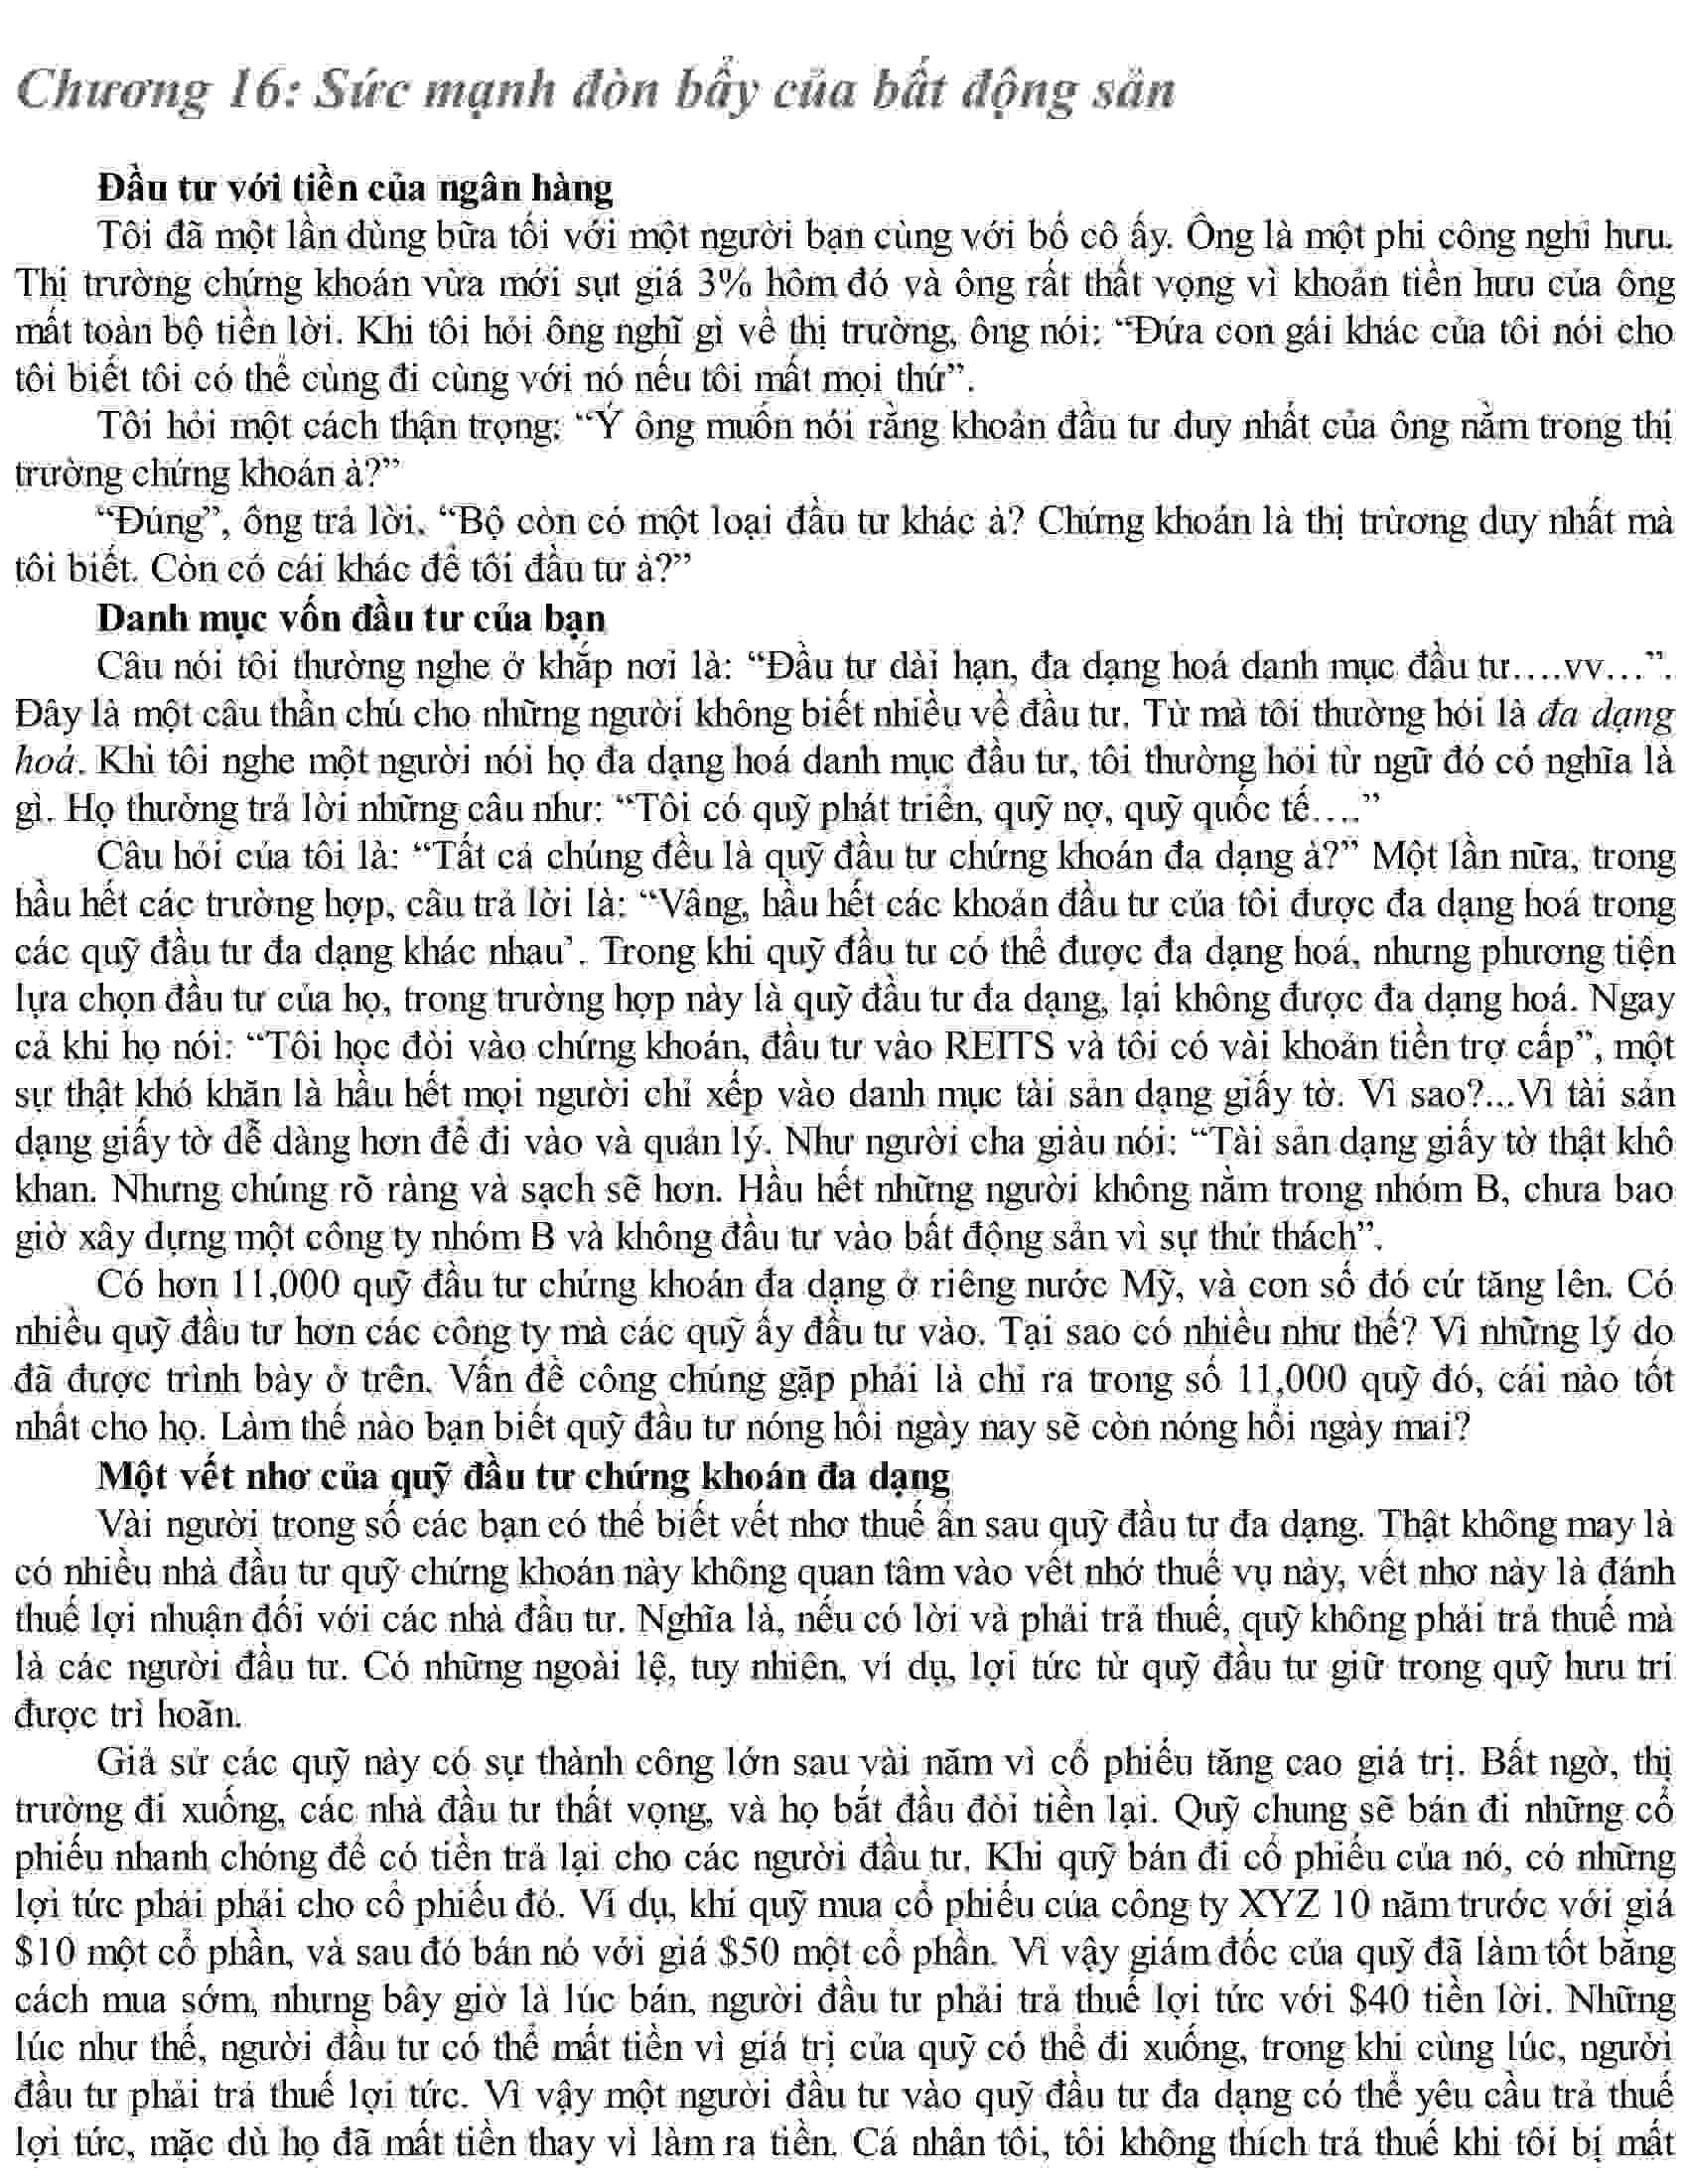 Chương 16: Sức mạnh đòn bẩy của bất động sản
Đầu tư với tiền của ngân hàng
Tôi đã một lần dùng bữa tối với một người bạn cùng với bố cô ấy. Ông là một phi công nghỉ hưu.
Thị trường chứng khoán vừa mới sụt giá 3% hôm đó và ông rất thất vọng vì khoản tiền hưu của ông
mất toàn bộ tiền lời. Khi tôi hỏi ông nghĩ gì về thị trường, ông nói: “Đứa con gái khác của tôi nói cho
tôi biết tôi có thể cùng đi cùng với nó nếu tôi mất mọi thứ”.
Tôi hỏi một cách thận trọng: “Ý ông muốn nói rằng khoản đầu tư duy nhất của ông nằm trong thị
trường chứng khoán à?”
“Đúng”, ông trả lời. “Bộ còn có một loại đầu tư khác à? Chứng khoán là thị trừơng duy nhất mà
tôi biết. Còn có cái khác để tôi đầu tư à?”
Danh mục vốn đầu tư của bạn
Câu nói tôi thường nghe ở khắp nơi là: “Đầu tư dài hạn, đa dạng hoá danh mục đầu tư….vv…”.
Đây là một câu thần chú cho những người không biết nhiều về đầu tư. Từ mà tôi thường hỏi là đa dạng
hoá. Khi tôi nghe một người nói họ đa dạng hoá danh mục đầu tư, tôi thường hỏi từ ngữ đó có nghĩa là
gì. Họ thường trả lời những câu như: “Tôi có quỹ phát triển, quỹ nợ, quỹ quốc tế….”
Câu hỏi của tôi là: “Tất cả chúng đều là quỹ đầu tư chứng khoán đa dạng à?” Một lần nữa, trong
hầu hết các trường hợp, câu trả lời là: “Vâng, hầu hết các khoản đầu tư của tôi được đa dạng hoá trong
các quỹ đầu tư đa dạng khác nhau’. Trong khi quỹ đầu tư có thể được đa dạng hoá, nhưng phương tiện
lựa chọn đầu tư của họ, trong trường hợp này là quỹ đầu tư đa dạng, lại không được đa dạng hoá. Ngay
cả khi họ nói: “Tôi học đòi vào chứng khoán, đầu tư vào REITS và tôi có vài khoản tiền trợ cấp”, một
sự thật khó khăn là hầu hết mọi người chỉ xếp vào danh mục tài sản dạng giấy tờ. Vì sao?...Vì tài sản
dạng giấy tờ dễ dàng hơn để đi vào và quản lý. Như người cha giàu nói: “Tài sản dạng giấy tờ thật khô
khan. Nhưng chúng rõ ràng và sạch sẽ hơn. Hầu hết những người không nằm trong nhóm B, chưa bao
giờ xây dựng một công ty nhóm B và không đầu tư vào bất động sản vì sự thử thách”.
Có hơn 11,000 quỹ đầu tư chứng khoán đa dạng ở riêng nước Mỹ, và con số đó cứ tăng lên. Có
nhiều quỹ đầu tư hơn các công ty mà các quỹ ấy đầu tư vào. Tại sao có nhiều như thế? Vì những lý do
đã được trình bày ở trên. Vấn đề công chúng gặp phải là chỉ ra trong số 11,000 quỹ đó, cái nào tốt
nhất cho họ. Làm thế nào bạn biết quỹ đầu tư nóng hổi ngày nay sẽ còn nóng hổi ngày mai?
Một vết nhơ của quỹ đầu tư chứng khoán đa dạng
Vài người trong số các bạn có thể biết vết nhơ thuế ẩn sau quỹ đầu tư đa dạng. Thật không may là
có nhiều nhà đầu tư quỹ chứng khoán này không quan tâm vào vết nhớ thuế vụ này, vết nhơ này là đánh
thuế lợi nhuận đối với các nhà đầu tư. Nghĩa là, nếu có lời và phải trả thuế, quỹ không phải trả thuế mà
là các người đầu tư. Có những ngoài lệ, tuy nhiên, ví dụ, lợi tức từ quỹ đầu tư giữ trong quỹ hưu trí
được trì hoãn.
Giả sử các quỹ này có sự thành công lớn sau vài năm vì cổ phiếu tăng cao giá trị. Bất ngờ, thị
trường đi xuống, các nhà đầu tư thất vọng, và họ bắt đầu đòi tiền lại. Quỹ chung sẽ bán đi những cổ
phiếu nhanh chóng để có tiền trả lại cho các người đầu tư. Khi quỹ bán đi cổ phiếu của nó, có những
lợi tức phải phải cho cổ phiếu đó. Ví dụ, khi quỹ mua cổ phiếu của công ty XYZ 10 năm trước với giá
$10 một cổ phần, và sau đó bán nó với giá $50 một cổ phần. Vì vậy giám đốc của quỹ đã làm tốt bằng
cách mua sớm, nhưng bây giờ là lúc bán, người đầu tư phải trả thuế lợi tức với $40 tiền lời. Những
lúc như thế, người đầu tư có thể mất tiền vì giá trị của quỹ có thể đi xuống, trong khi cùng lúc, người
đầu tư phải trả thuế lợi tức. Vì vậy một người đầu tư vào quỹ đầu tư đa dạng có thể yêu cầu trả thuế
lợi tức, mặc dù họ đã mất tiền thay vì làm ra tiền. Cá nhân tôi, tôi không thích trả thuế khi tôi bị mất